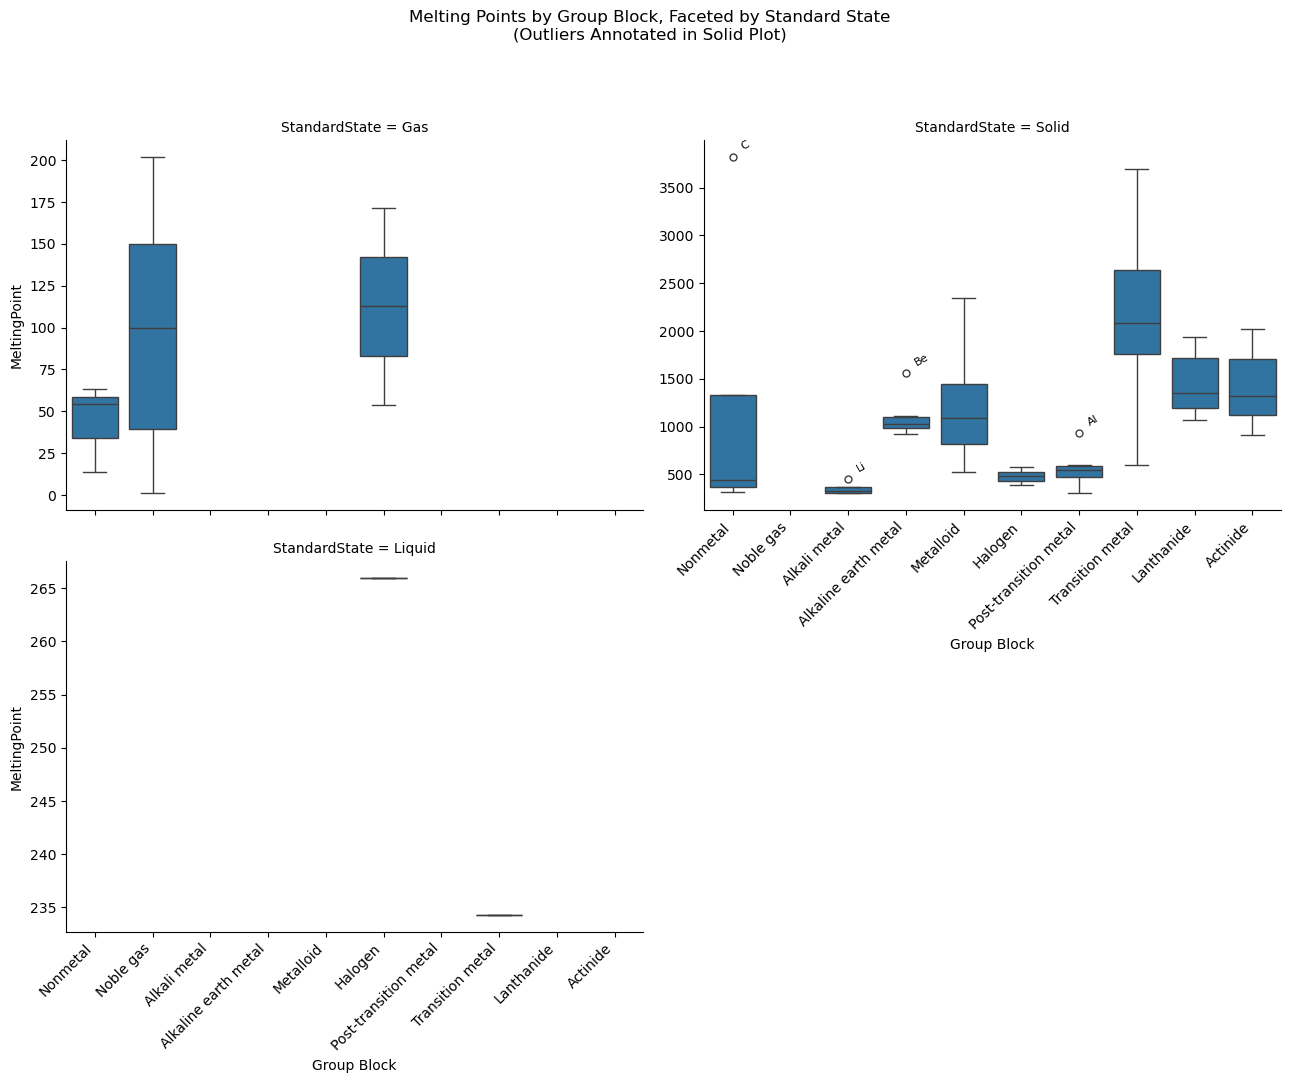 Melting Points by Group Block, Faceted by Standard State
(Outliers Annotated in Solid Plot)
StandardState = Gas
MeltingPoint
200
175
150
125
100
75
50
25
0
StandardState = Solid
3500
3000
2500
2000
1500
1000
500
C
Li
Be
Al
Nonmetal
Noble gas
Alkali metal
Alkaline earth metal
Metalloid
Halogen
Post-transition metal
Transition metal
Lanthanide
Actinide
Group Block
StandardState = Liquid
MeltingPoint
265
260
255
250
245
240
235
Nonmetal
Noble gas
Alkali metal
Alkaline earth metal
Metalloid
Halogen
Post-transition metal
Transition metal
Lanthanide
Actinide
Group Block